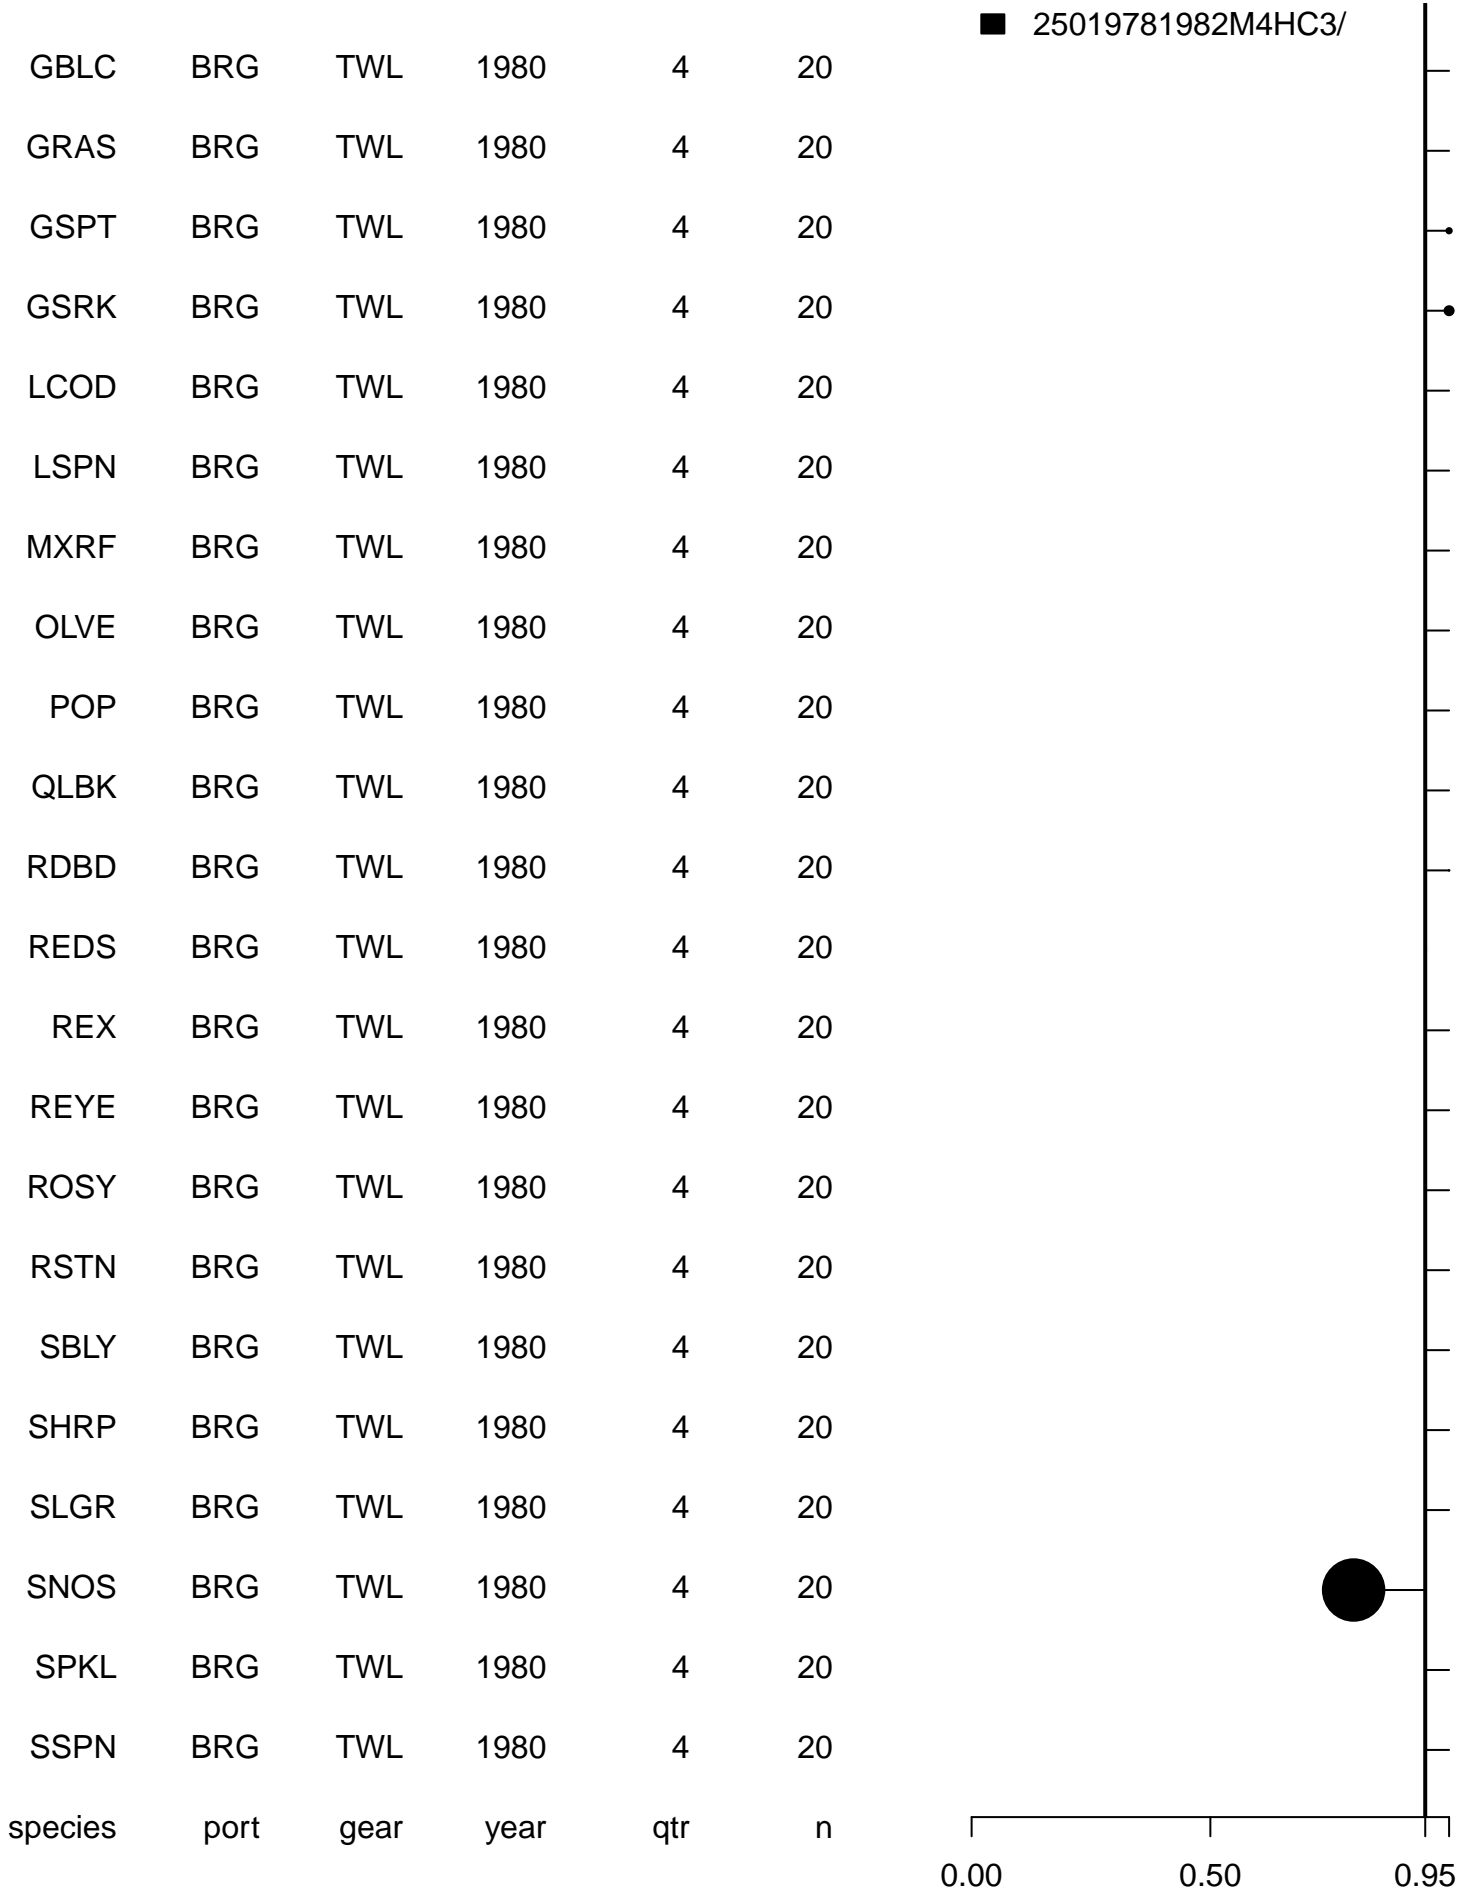 25019781982M4HC3/
GBLC BRG TWL 1980 4 20
GRAS BRG TWL 1980 4 20
GSPT BRG TWL 1980 4 20
GSRK BRG TWL 1980 4 20
LCOD BRG TWL 1980 4 20
LSPN BRG TWL 1980 4 20
MXRF BRG TWL 1980 4 20
OLVE BRG TWL 1980 4 20
POP BRG TWL 1980 4 20
QLBK BRG TWL 1980 4 20
RDBD BRG TWL 1980 4 20
REDS BRG TWL 1980 4 20
REX BRG TWL 1980 4 20
REYE BRG TWL 1980 4 20
ROSY BRG TWL 1980 4 20
RSTN BRG TWL 1980 4 20
SBLY BRG TWL 1980 4 20
SHRP BRG TWL 1980 4 20
SLGR BRG TWL 1980 4 20
SNOS BRG TWL 1980 4 20
SPKL BRG TWL 1980 4 20
SSPN BRG TWL 1980 4 20
species port gear year qtr n
0.00 0.50 0.95